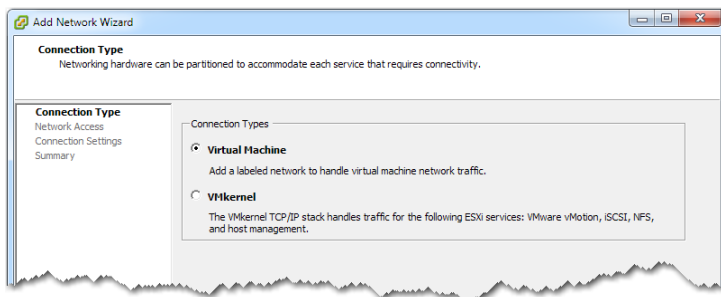 Add Network Wizard
Connection Type
Networking hardware can be partitioned to accommodate each service that requires connectivity.
Connection Type
Network Access
Connection Settings
Summary
Connection Types
Virtual Machine
Add a labeled network to handle virtual machine network traffic.
VMkernel
The VMkernel TCP/IP stack handles traffic for the following ESXi services: VMware vMotion, iSCSI, NFS,
and host management.